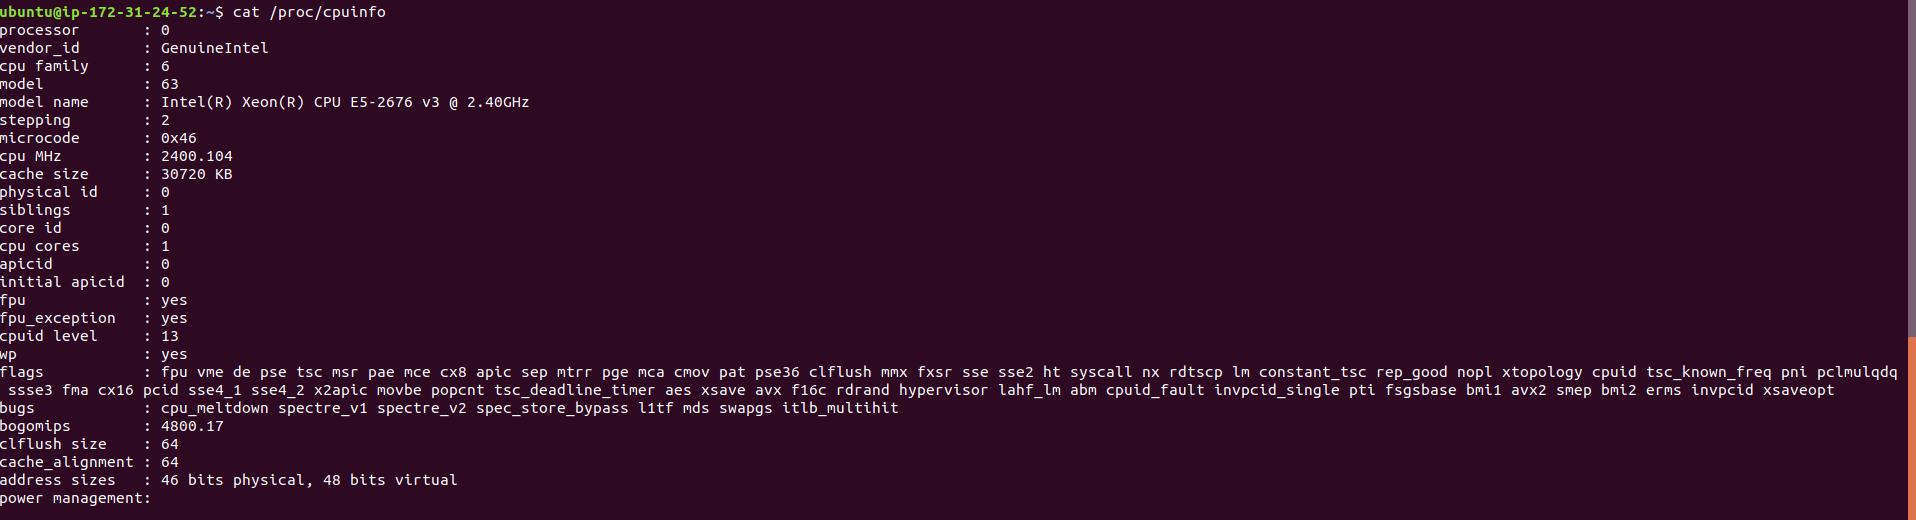 ubuntu@ip-172-31-24-52:~$ cat /proc/cpuinfo
processor       : 0
vendor_id       : GenuineIntel
cpu family      : 6
model           : 63
model name      : Intel(R) Xeon(R) CPU E5-2676 v3 @ 2.40GHz
stepping        : 2
microcode       : 0x46
cpu MHz         : 2400.104
cache size      : 30720 KB
physical id     : 0
siblings        : 1
core id         : 0
cpu cores       : 1
apicid          : 0
initial apicid  : 0
fpu             : yes
fpu_exception   : yes
cpuid level     : 13
wp              : yes
flags           : fpu vme de pse tsc msr pae mce cx8 apic sep mtrr pge mca cmov pat pse36 clflush mmx fxsr sse sse2 ht syscall nx rdtscp lm constant_tsc rep_good nopl xtopology cpuid tsc_known_freq pni pclmulqdq
 ssse3 fma cx16 pcid sse4_1 sse4_2 x2apic movbe popcnt tsc_deadline_timer aes xsave avx f16c rdrand hypervisor lahf_lm abm cpuid_fault invpcid_single pti fsgsbase bmi1 avx2 smep bmi2 erms invpcid xsaveopt
bugs            : cpu_meltdown spectre_v1 spectre_v2 spec_store_bypass l1tf mds swapgs itlb_multihit
bogomips        : 4800.17
clflush size    : 64
cache_alignment : 64
address sizes   : 46 bits physical, 48 bits virtual
power management: